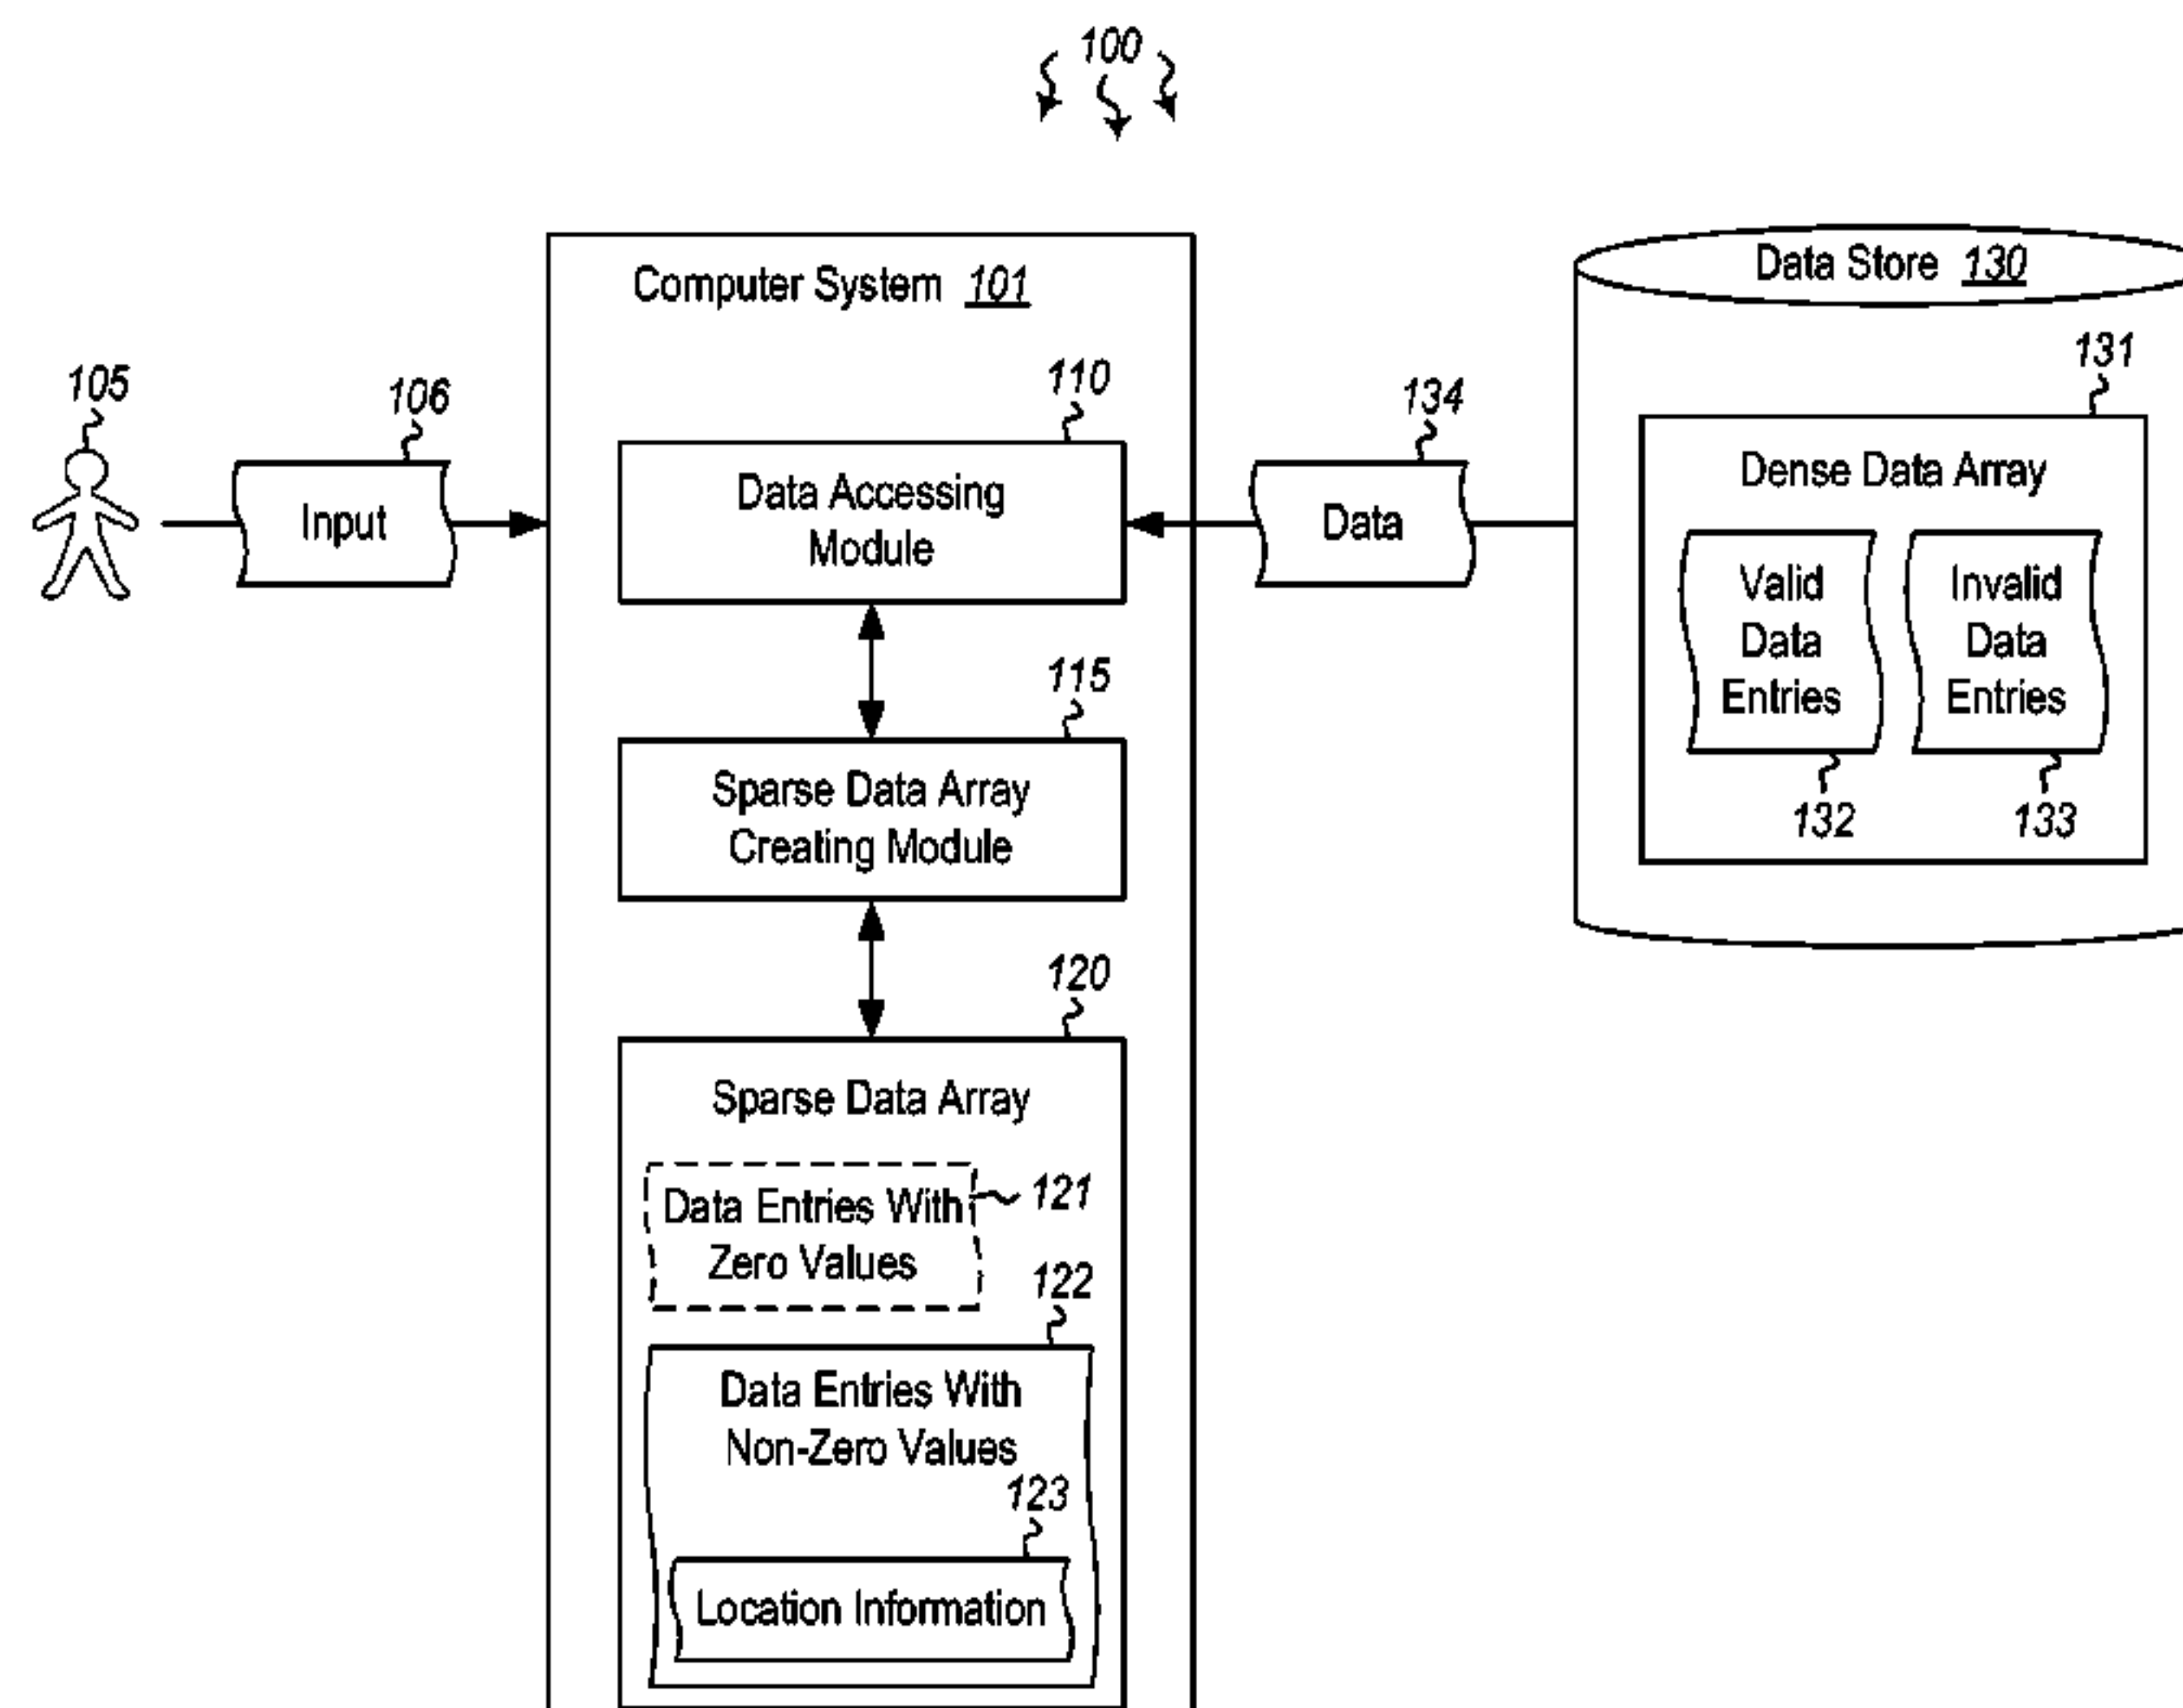 100
Computer System 101
Data Store 130
105
106
110
134
131
Input
Data Accessing
Module
Data
Dense Data Array
Valid
Data
Entries
Invalid
Data
Entries
132
133
115
Sparse Data Array
Creating Module
120
Sparse Data Array
Data Entries With
Zero Values
121
122
Data Entries With
Non-Zero Values
123
Location Information